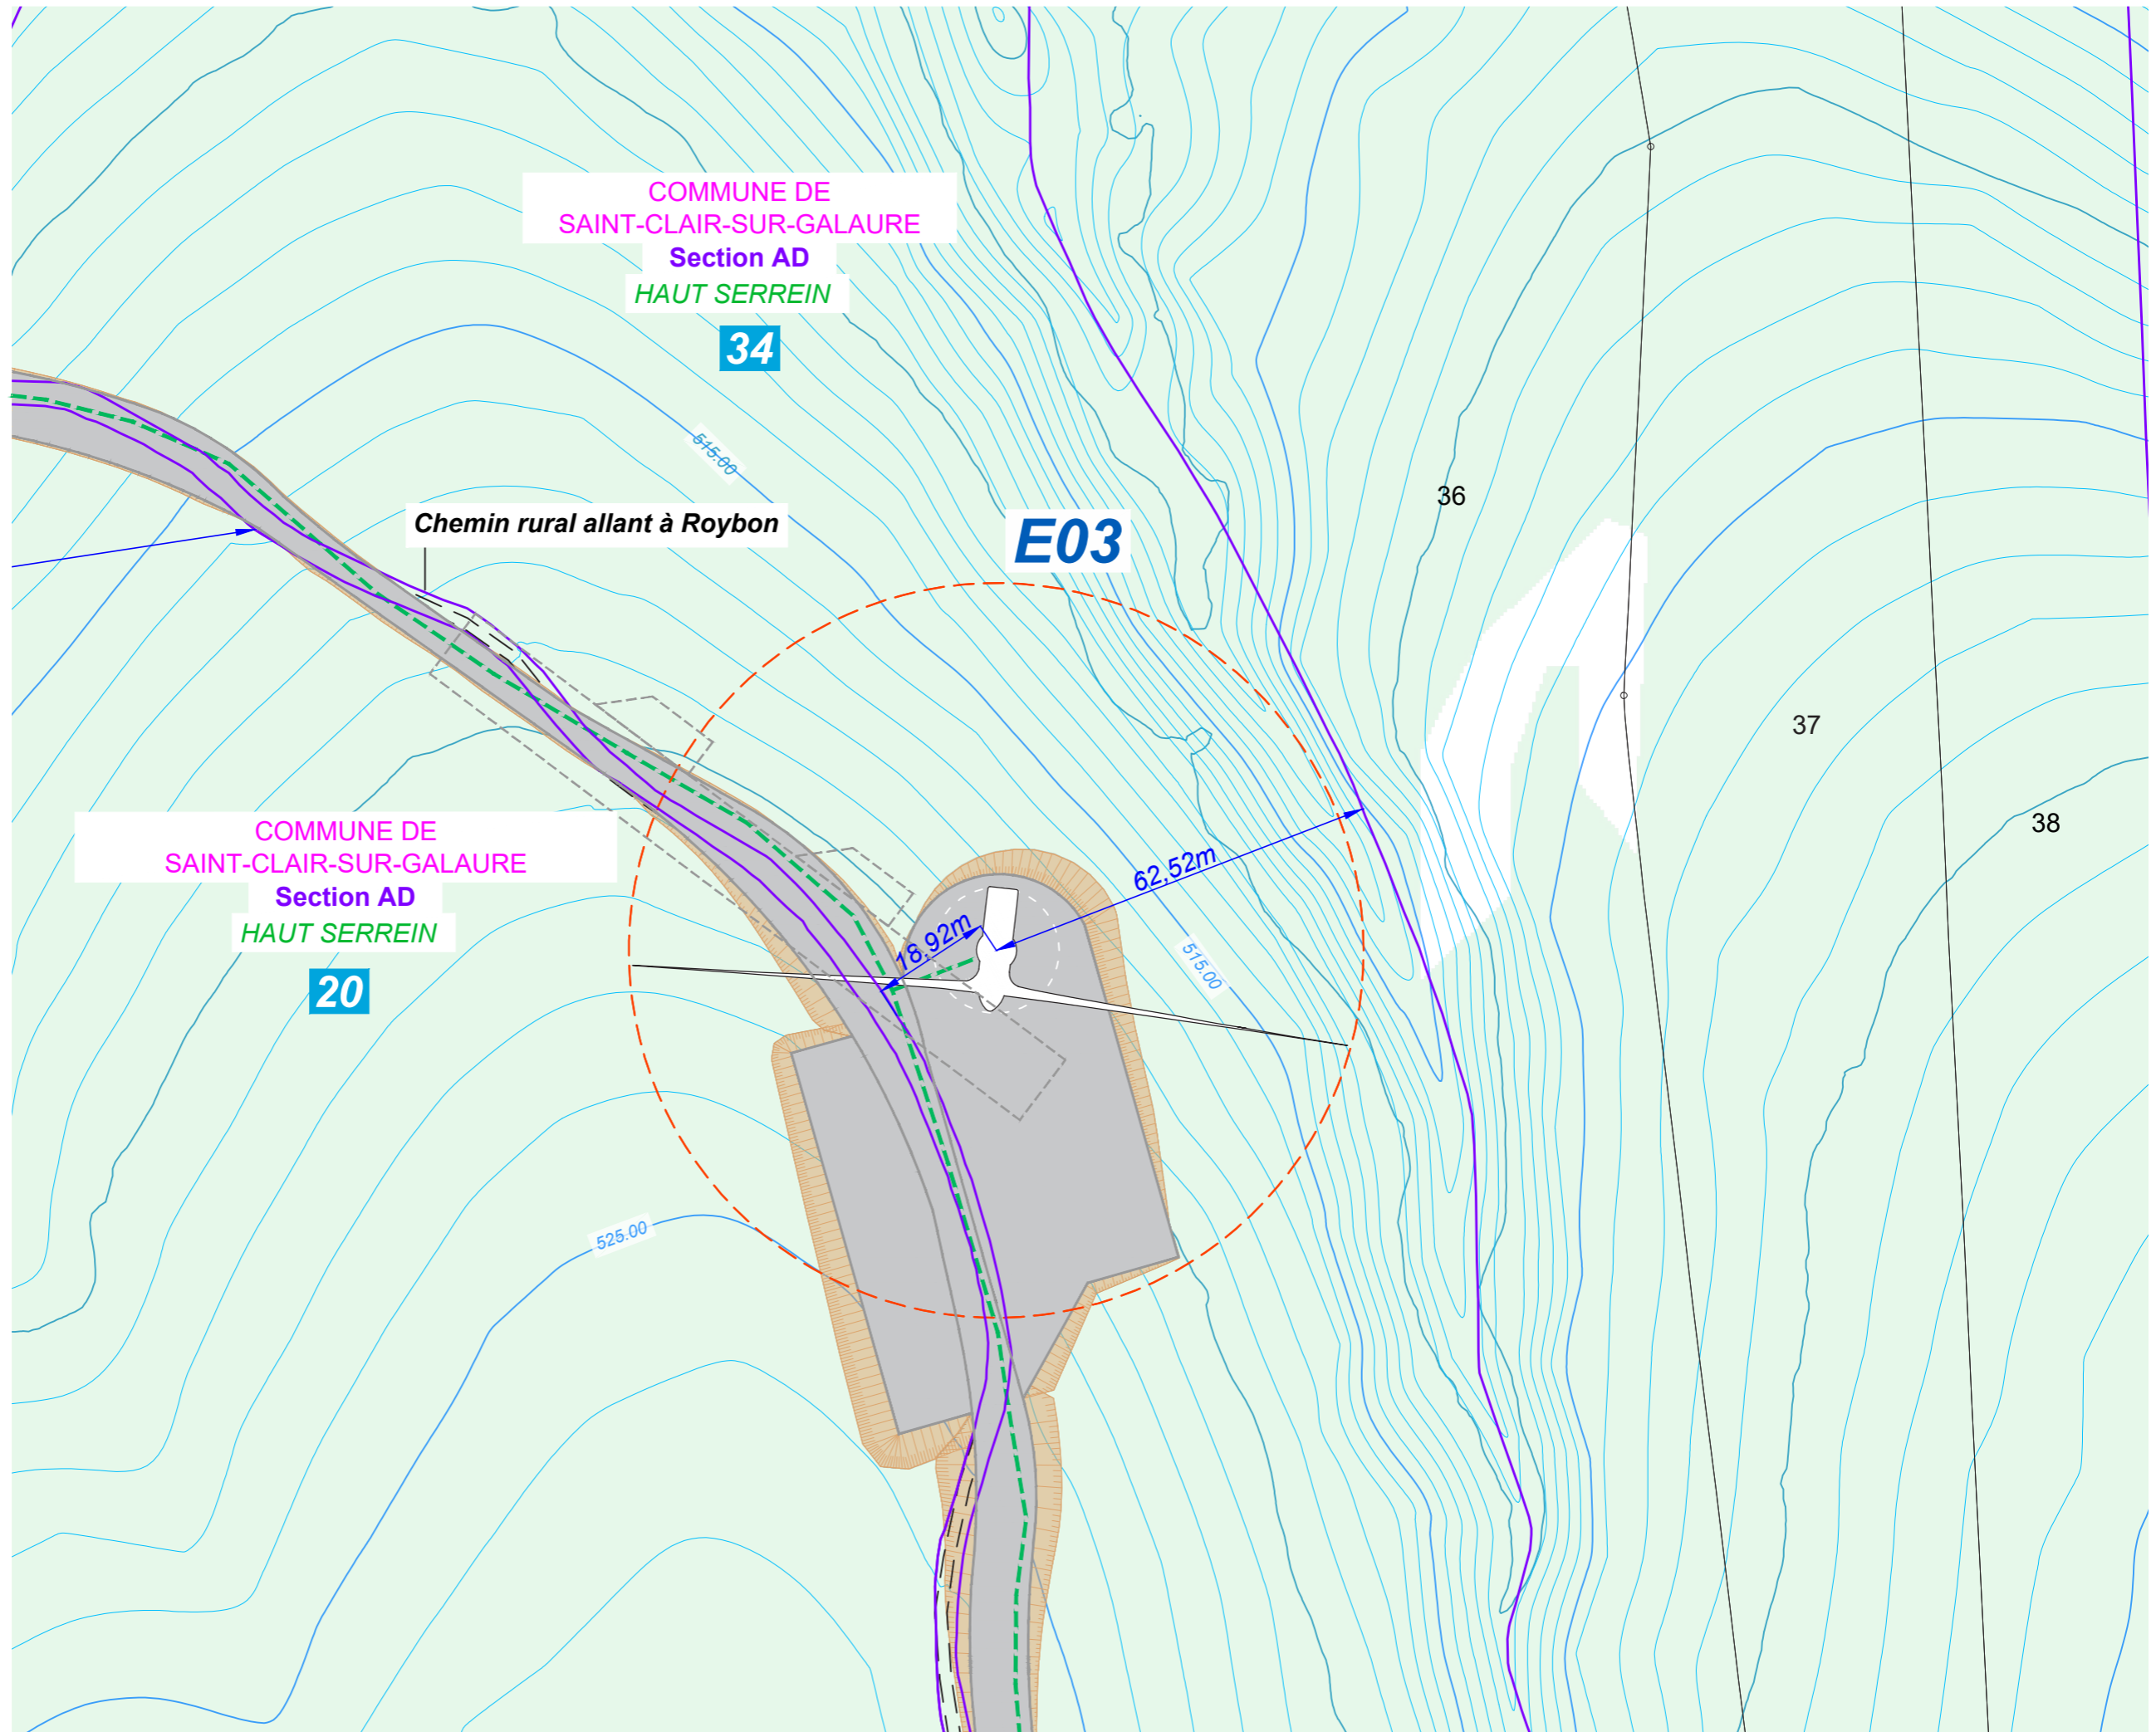 COMMUNE DE
SAINT-CLAIR-SUR-GALAURE
Section AD
HAUT SERREIN
34
515.00
36
Chemin rural allant à Roybon
E03
37
38
COMMUNE DE
SAINT-CLAIR-SUR-GALAURE
Section AD
HAUT SERREIN
20
62,52m
18,92m
515.00
525.00